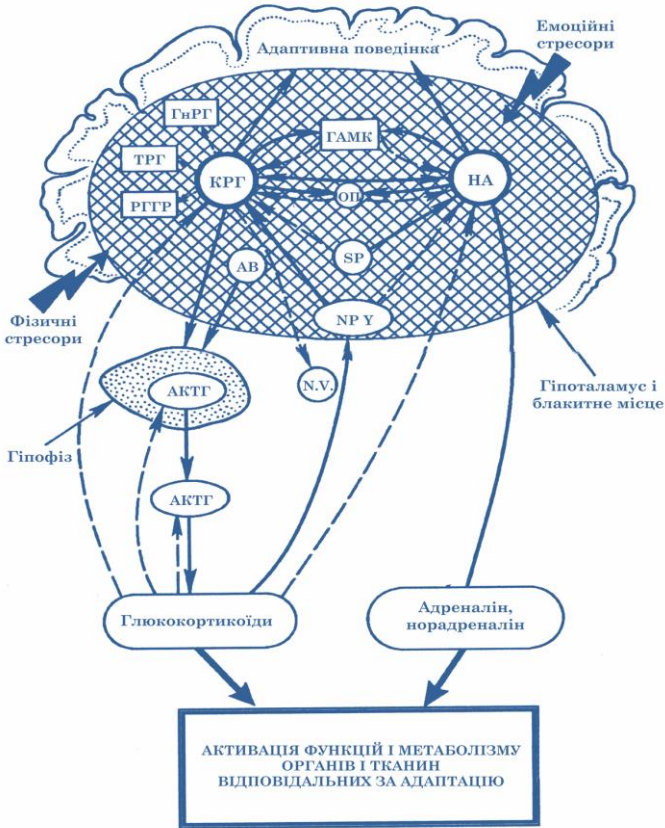 Емоційні
стресори
Адаптивна поведінка
ГнРГ
ГАМК
ТРГ
КРГ
НА
РГГР
ОП
АВ
SP
NP Y
Фізичні
стресори
N.V.
АКТГ
Гіпоталамус і
блакитне місце
Гіпофіз
АКТГ
Глюкокортикоїди
Адреналін,
норадреналін
АКТИВАЦІЯ ФУНКЦІЙ І МЕТАБОЛІЗМУ
ОРГАНІВ І ТКАНИН
ВІДПОВІДАЛЬНИХ ЗА АДАПТАЦІЮ